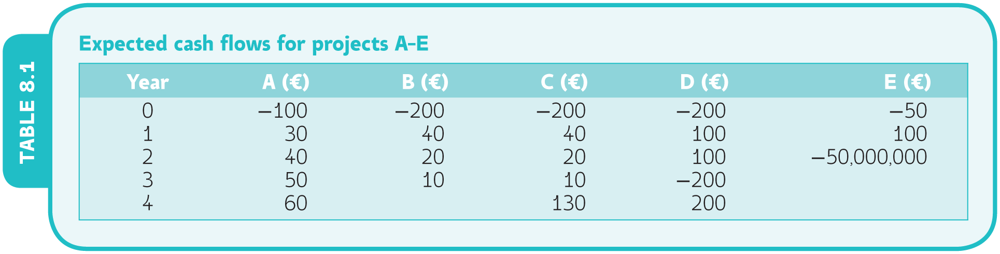 TABLE 8.1
Expected cash flows for projects A–E
Year A (€) B (€) C (€) D (€) E (€)
0 –100 –200 –200 –200 –50
1 30 40 40 100 100
2 40 20 20 100 –50,000,000
3 50 10 10 –200
4 60 130 200